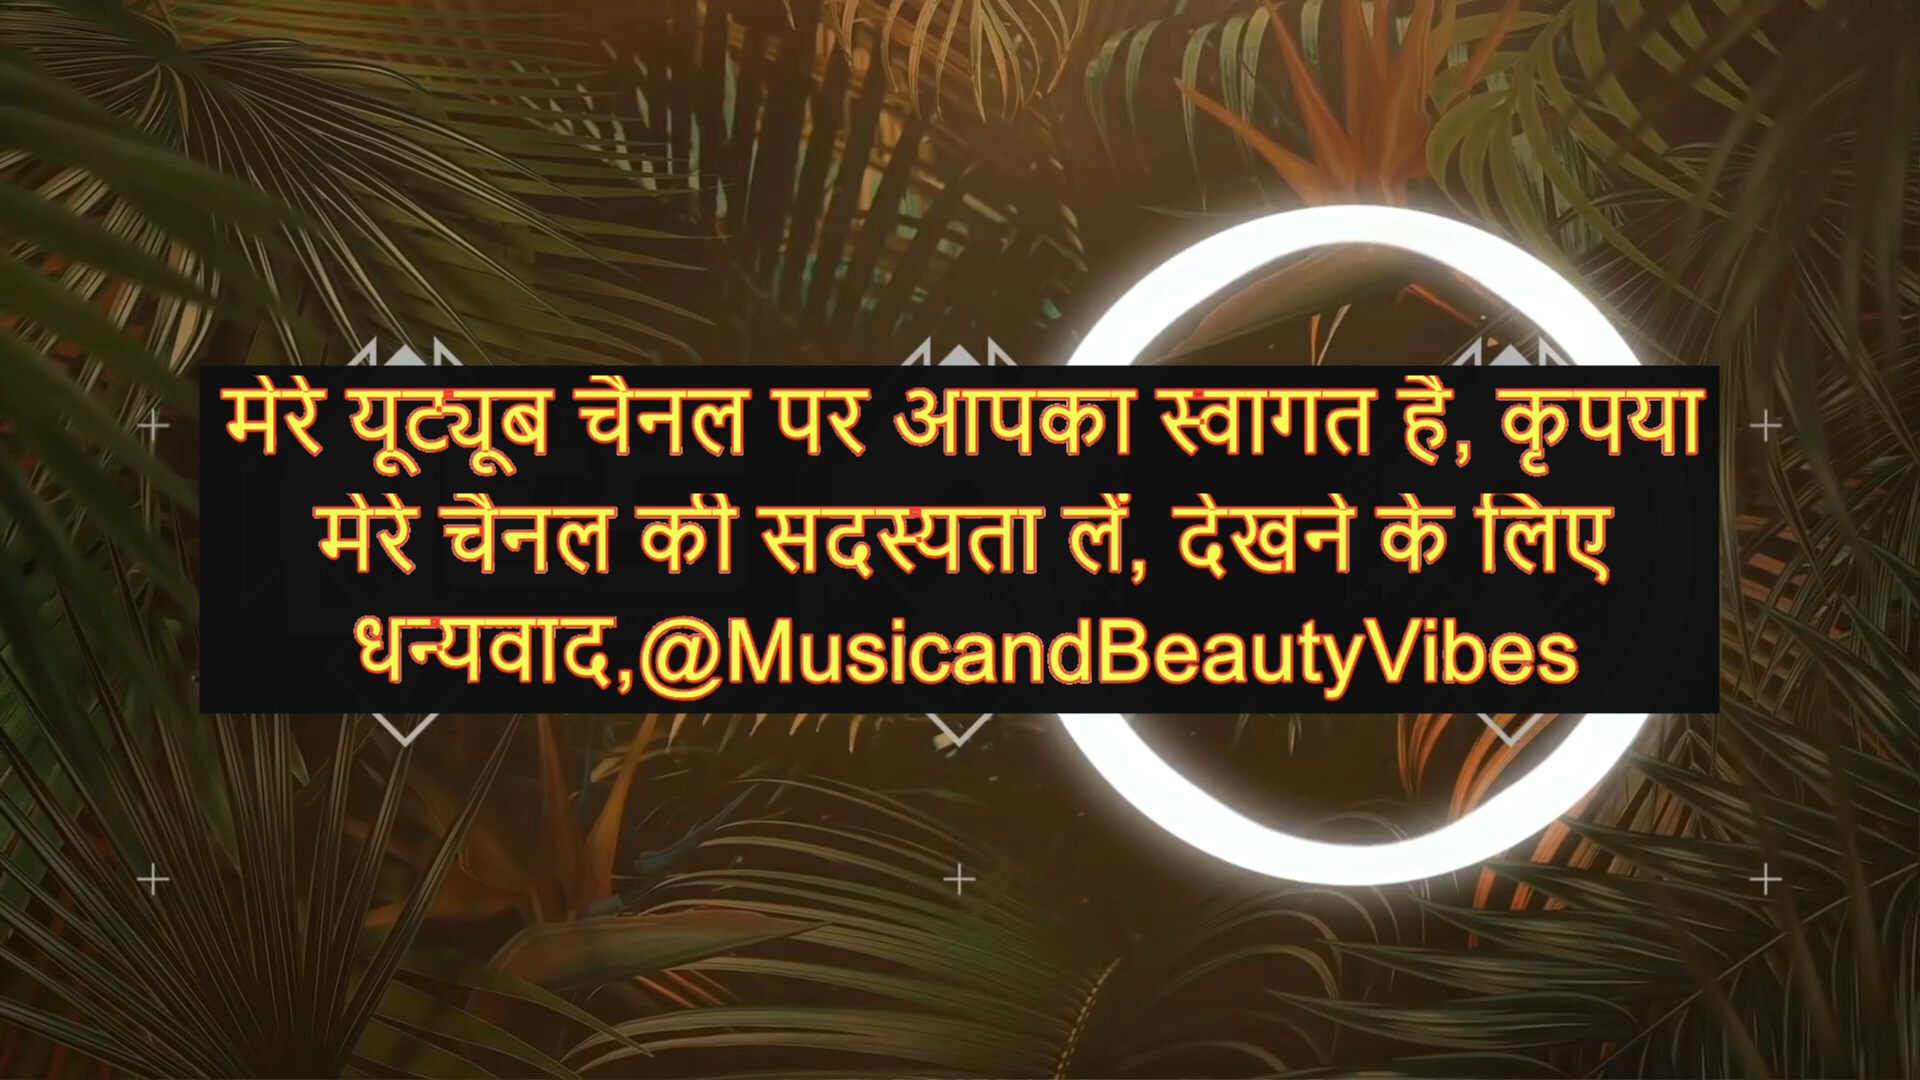 मेरे यूट्यूब चैनल पर आपका स्वागत है, कृपया
मेरे चैनल की सदस्यता लें, देखने के लिए
धन्यवाद,@MusicandBeautyVibes